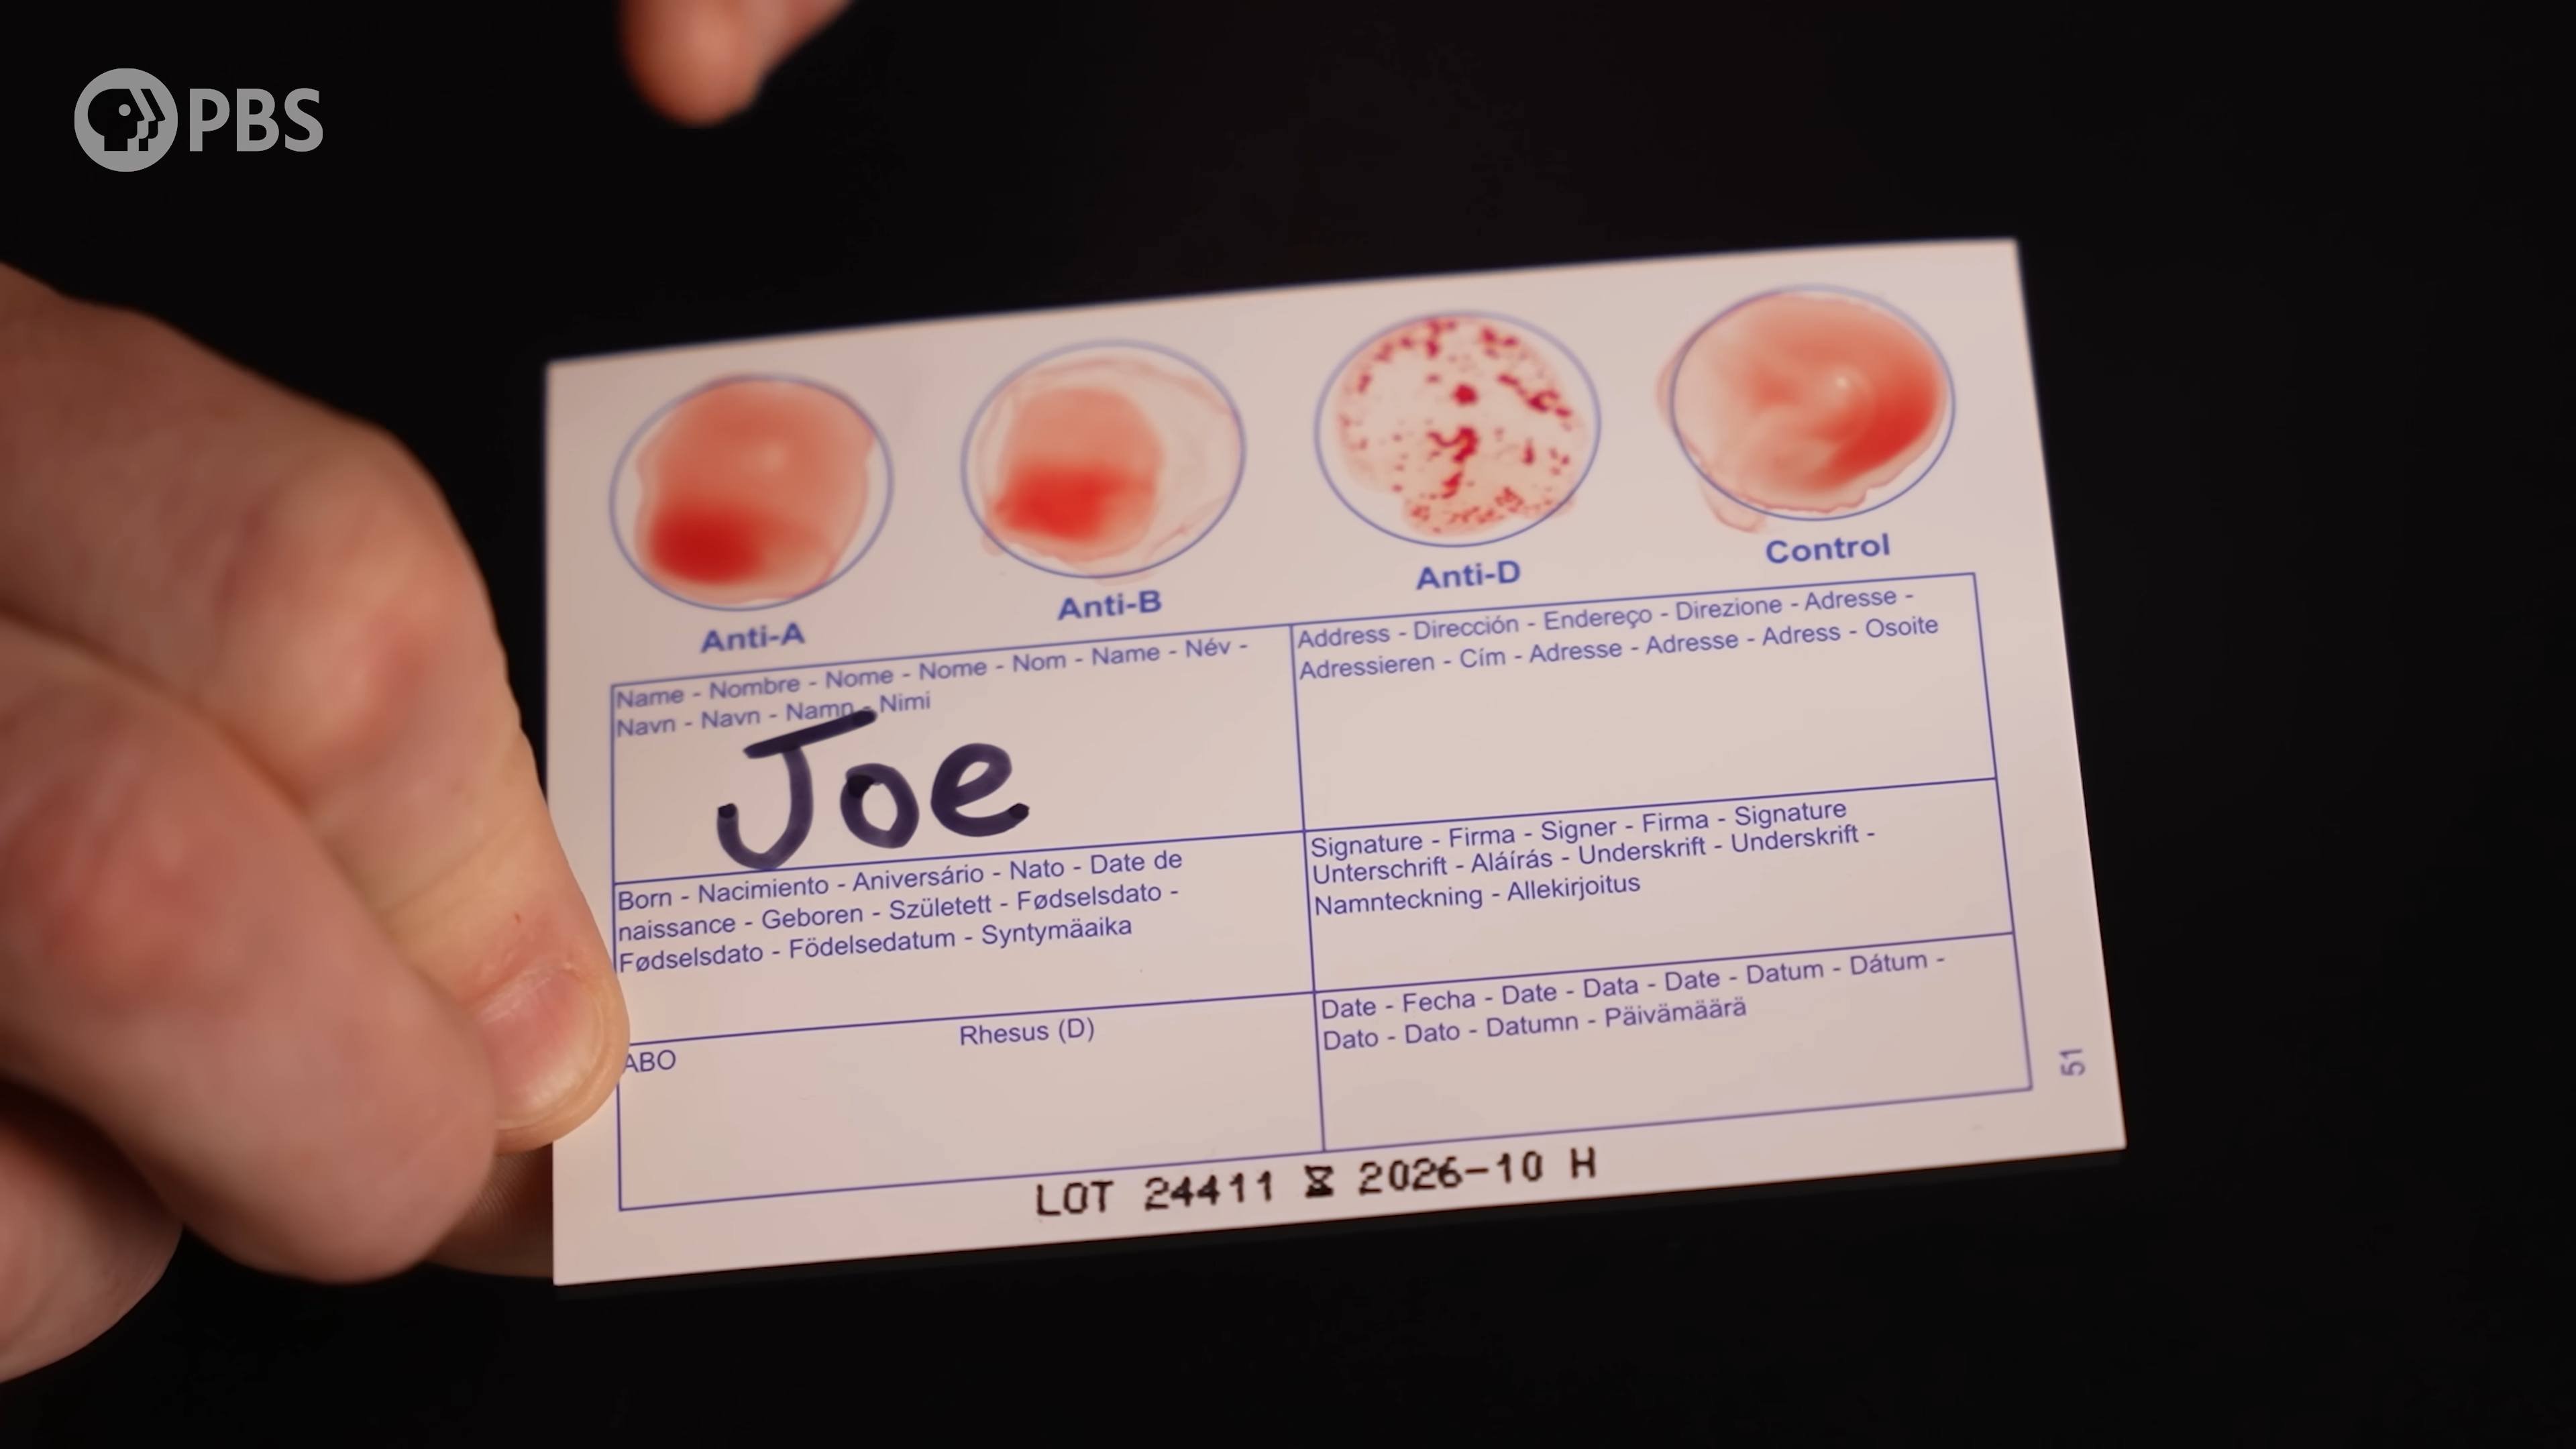 PBS
Anti-A
Anti-B
Anti-D
Control
Name - Nombre - Nome - Nome - Nom - Name - Név -
Navn - Navn - Namn - Nimi
Joe
Address - Dirección - Endereço - Direzione - Adresse -
Adressieren - Cím - Adresse - Adresse - Adress - Osoite
Born - Nacimiento - Aniversário - Nato - Date de
naissance - Geboren - Született - Fødselsdato -
Fødselsdato - Födelsedatum - Syntymäaika
Signature - Firma - Signer - Firma - Signature
Unterschrift - Aláírás - Underskrift - Underskrift -
Namnteckning - Allekirjoitus
ABO
Rhesus (D)
Date - Fecha - Date - Data - Date - Datum - Dátum -
Dato - Dato - Datumn - Päivämäärä
51
LOT 24411 ⧗ 2026-10 H